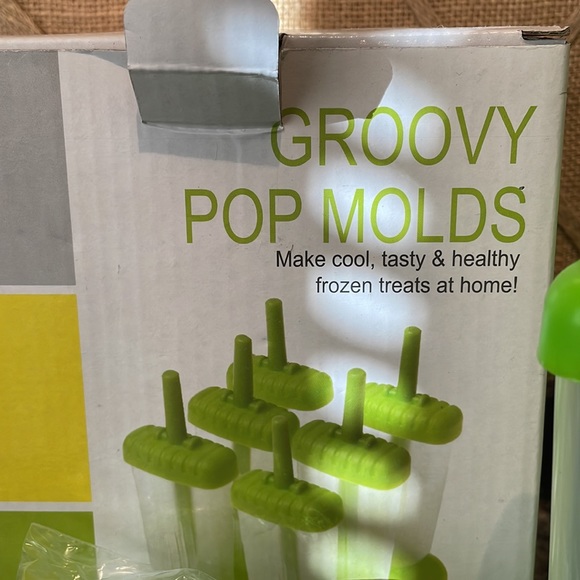 GROOVY
POP MOLDS
Make cool, tasty & healthy
frozen treats at home!